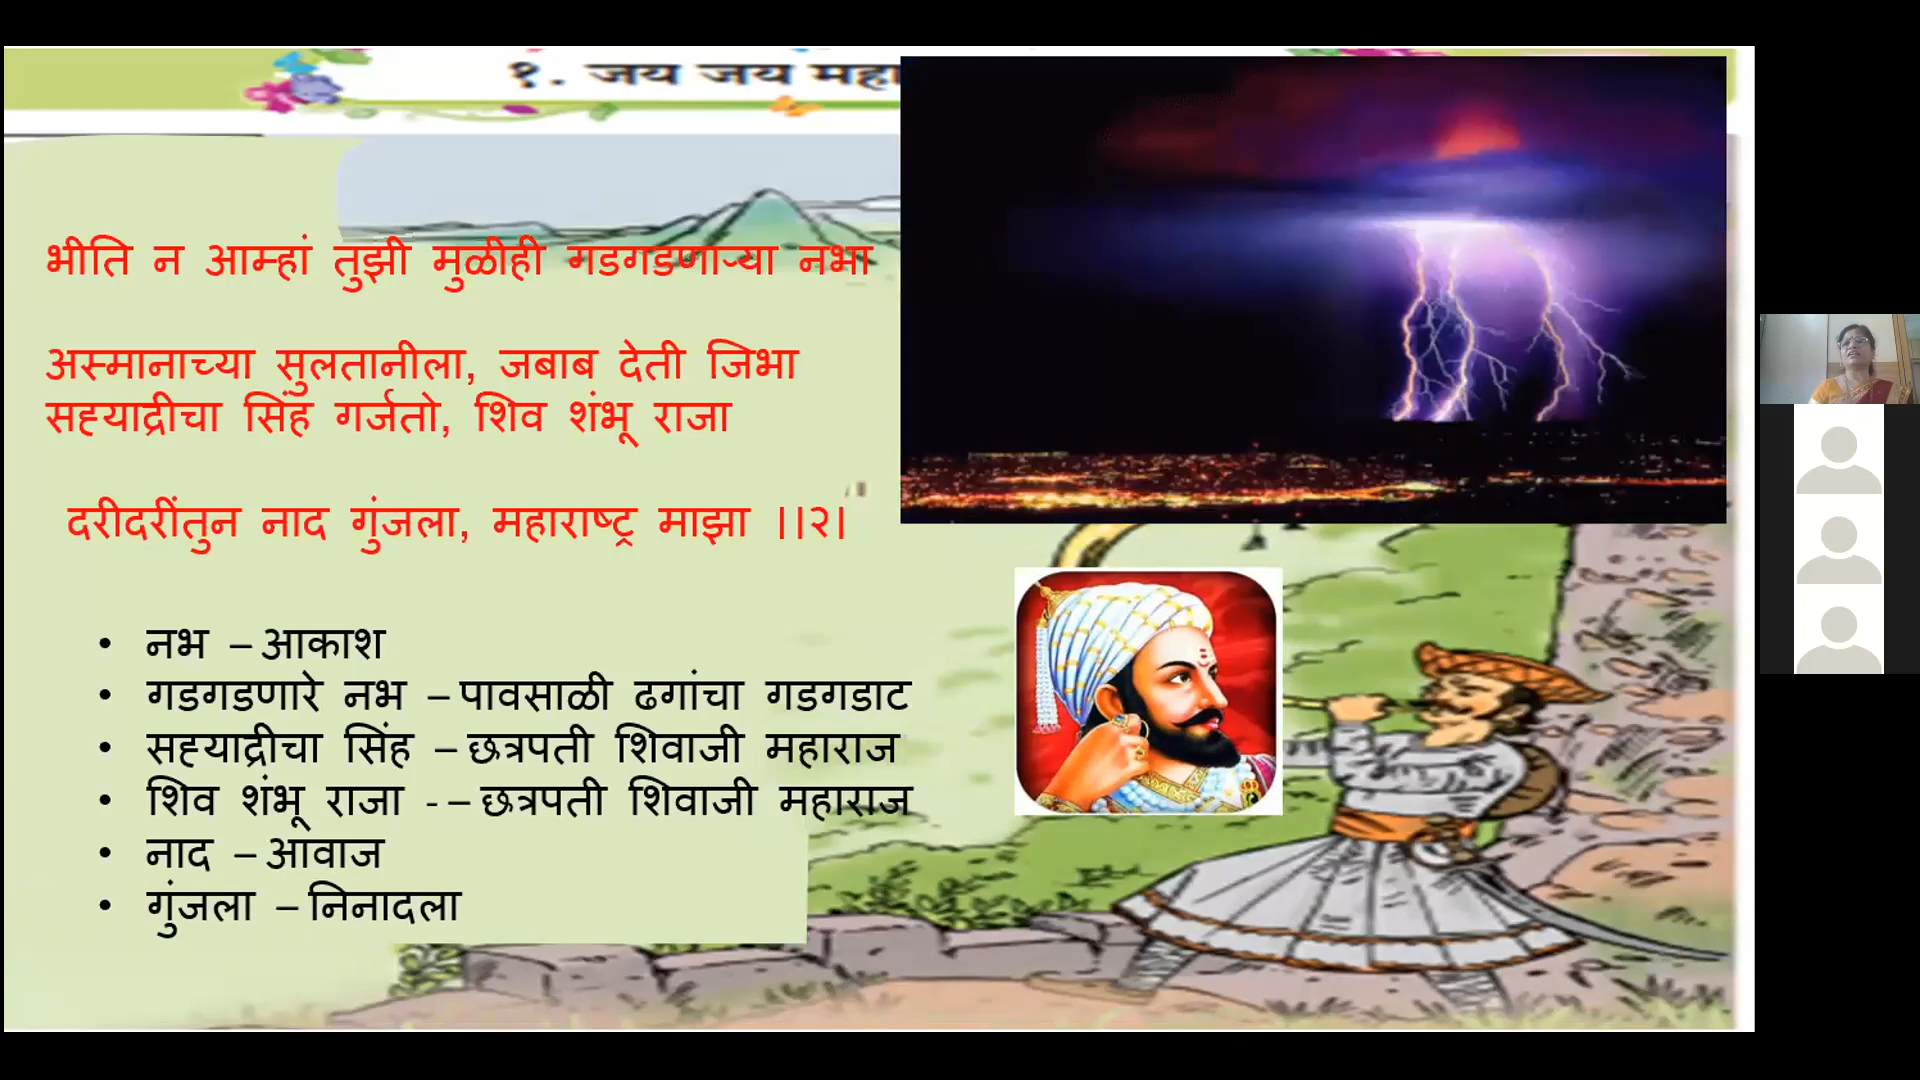 १. जय जय महा
भीति न आम्हां तुझी मुळीही गडगडणाऱ्या नभा
अस्मानाच्या सुलतानीला, जबाब देती जिभा
सह्याद्रीचा सिंह गर्जतो, शिव शंभू राजा
दरीदरींतुन नाद गुंजला, महाराष्ट्र माझा ।।२।
• नभ – आकाश
• गडगडणारे नभ – पावसाळी ढगांचा गडगडाट
• सह्याद्रीचा सिंह – छत्रपती शिवाजी महाराज
• शिव शंभू राजा - – छत्रपती शिवाजी महाराज
• नाद – आवाज
• गुंजला – निनादला